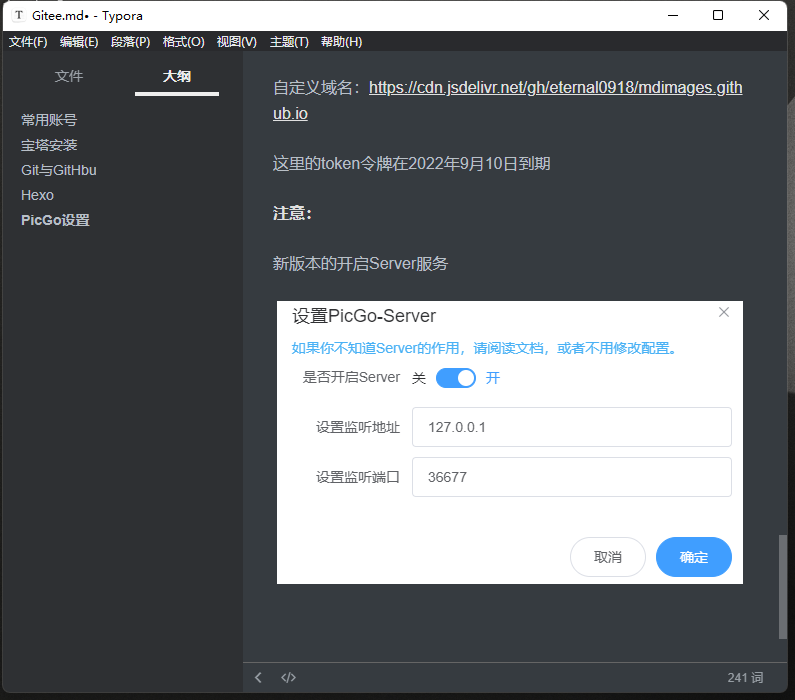 T Gitee.md• - Typora
文件(F) 编辑(E) 段落(P) 格式(O) 视图(V) 主题(T) 帮助(H)
文件 大纲
常用账号
宝塔安装
Git与GitHbu
Hexo
PicGo设置
自定义域名：https://cdn.jsdelivr.net/gh/eternal0918/mdimages.gith
ub.io
这里的token令牌在2022年9月10日到期
注意：
新版本的开启Server服务
设置PicGo-Server
如果你不知道Server的作用，请阅读文档，或者不用修改配置。
是否开启Server 关 开
设置监听地址 127.0.0.1
设置监听端口 36677
取消 确定
241 词